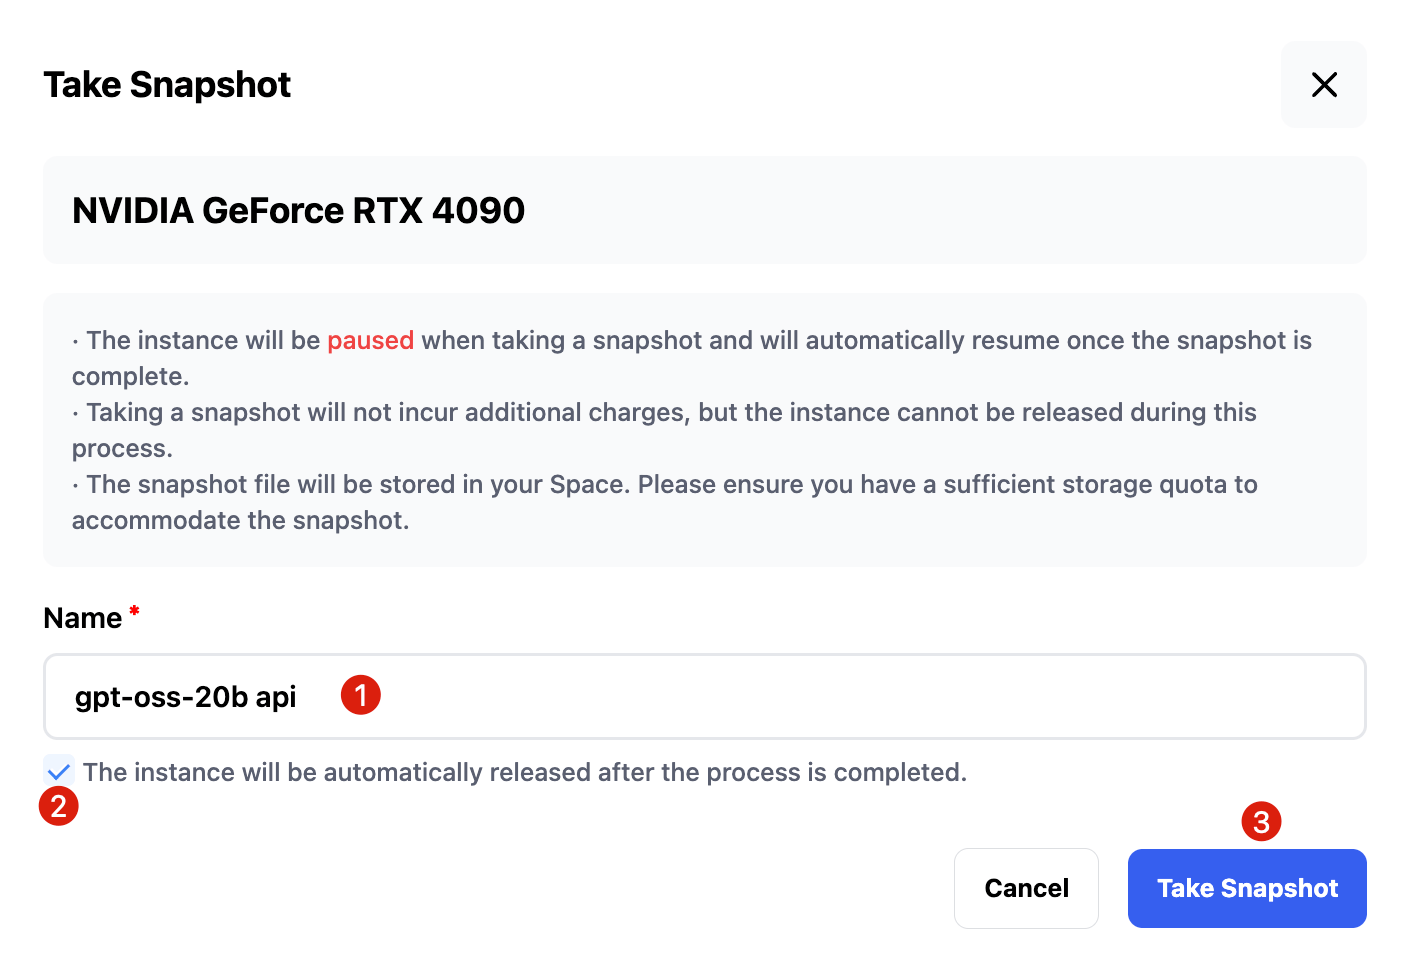 Take Snapshot
NVIDIA GeForce RTX 4090
· The instance will be paused when taking a snapshot and will automatically resume once the snapshot is
complete.
· Taking a snapshot will not incur additional charges, but the instance cannot be released during this
process.
· The snapshot file will be stored in your Space. Please ensure you have a sufficient storage quota to
accommodate the snapshot.
Name *
gpt-oss-20b api 1
The instance will be automatically released after the process is completed.
2
3
Cancel
Take Snapshot